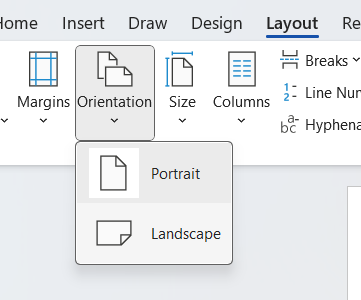 Home Insert Draw Design Layout Re
Margins Orientation Size Columns
Breaks
Line Num
Hyphena
Portrait
Landscape